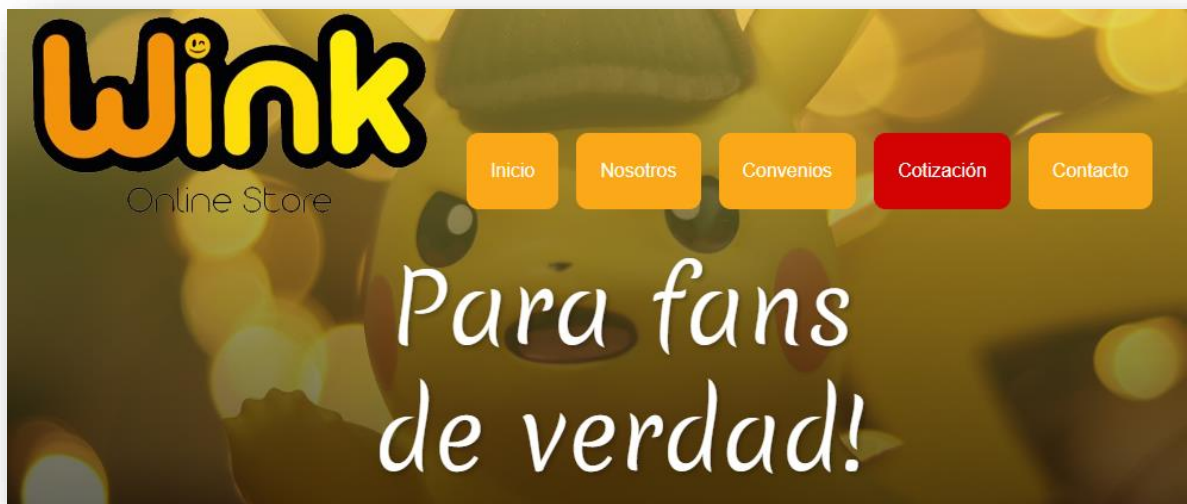 Wink
Online Store
Inicio Nosotros Convenios Cotización Contacto
Para fans
de verdad!